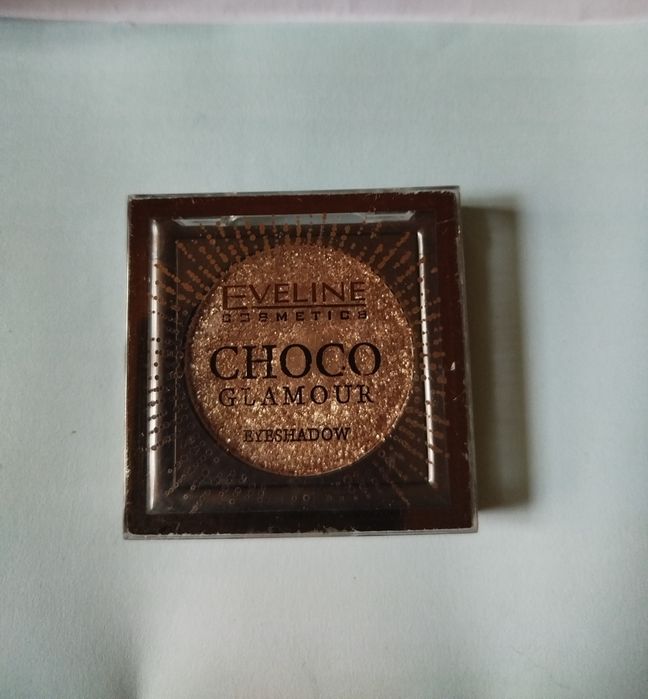 EVELINE
COSMETICS
CHOCO
GLAMOUR
EYESHADOW